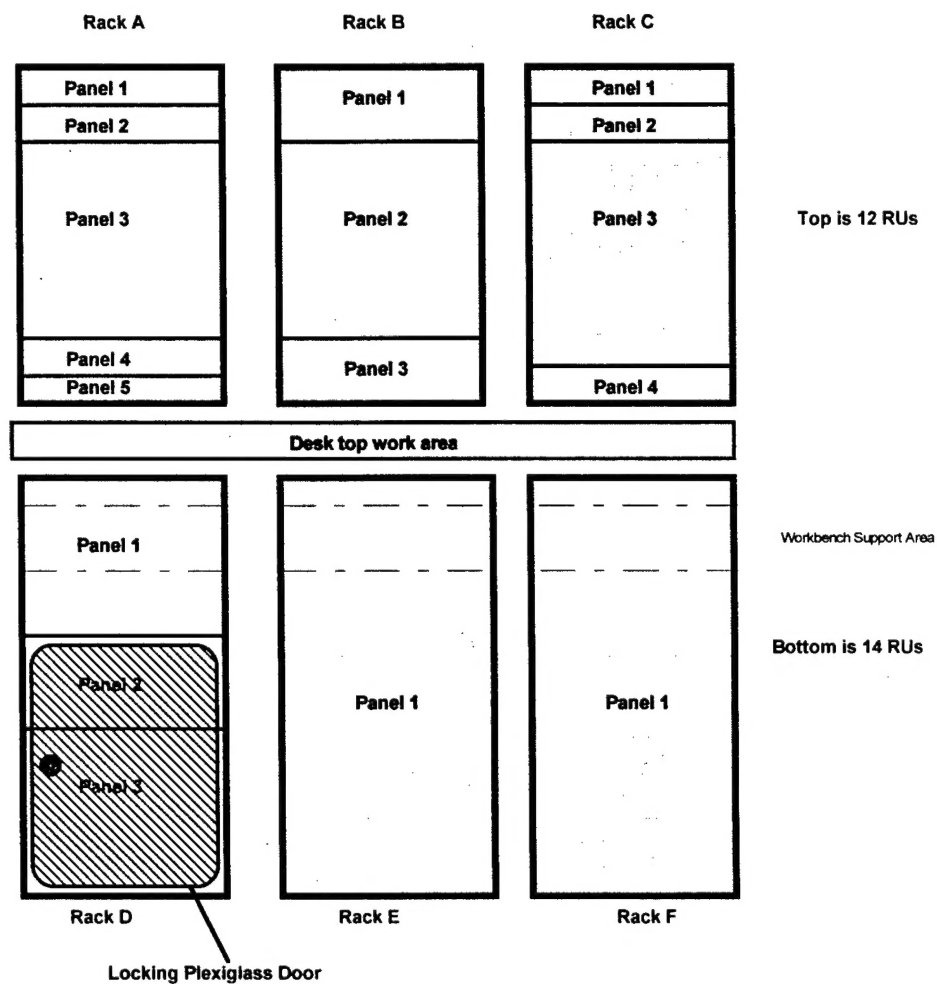 Rack A
Rack B
Rack C
Panel 1
Panel 2
Panel 3
Panel 4
Panel 5
Panel 1
Panel 2
Panel 3
Panel 1
Panel 2
Panel 3
Panel 4
Top is 12 RUs
Desk top work area
Panel 1
Panel 2
Panel 3
Panel 1
Panel 1
Workbench Support Area
Bottom is 14 RUs
Rack D
Rack E
Rack F
Locking Plexiglass Door